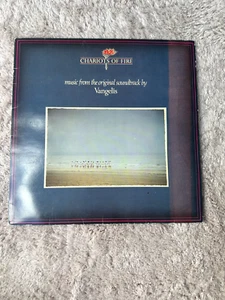 CHARIOTS OF FIRE
music from the original soundtrack by
Vangelis